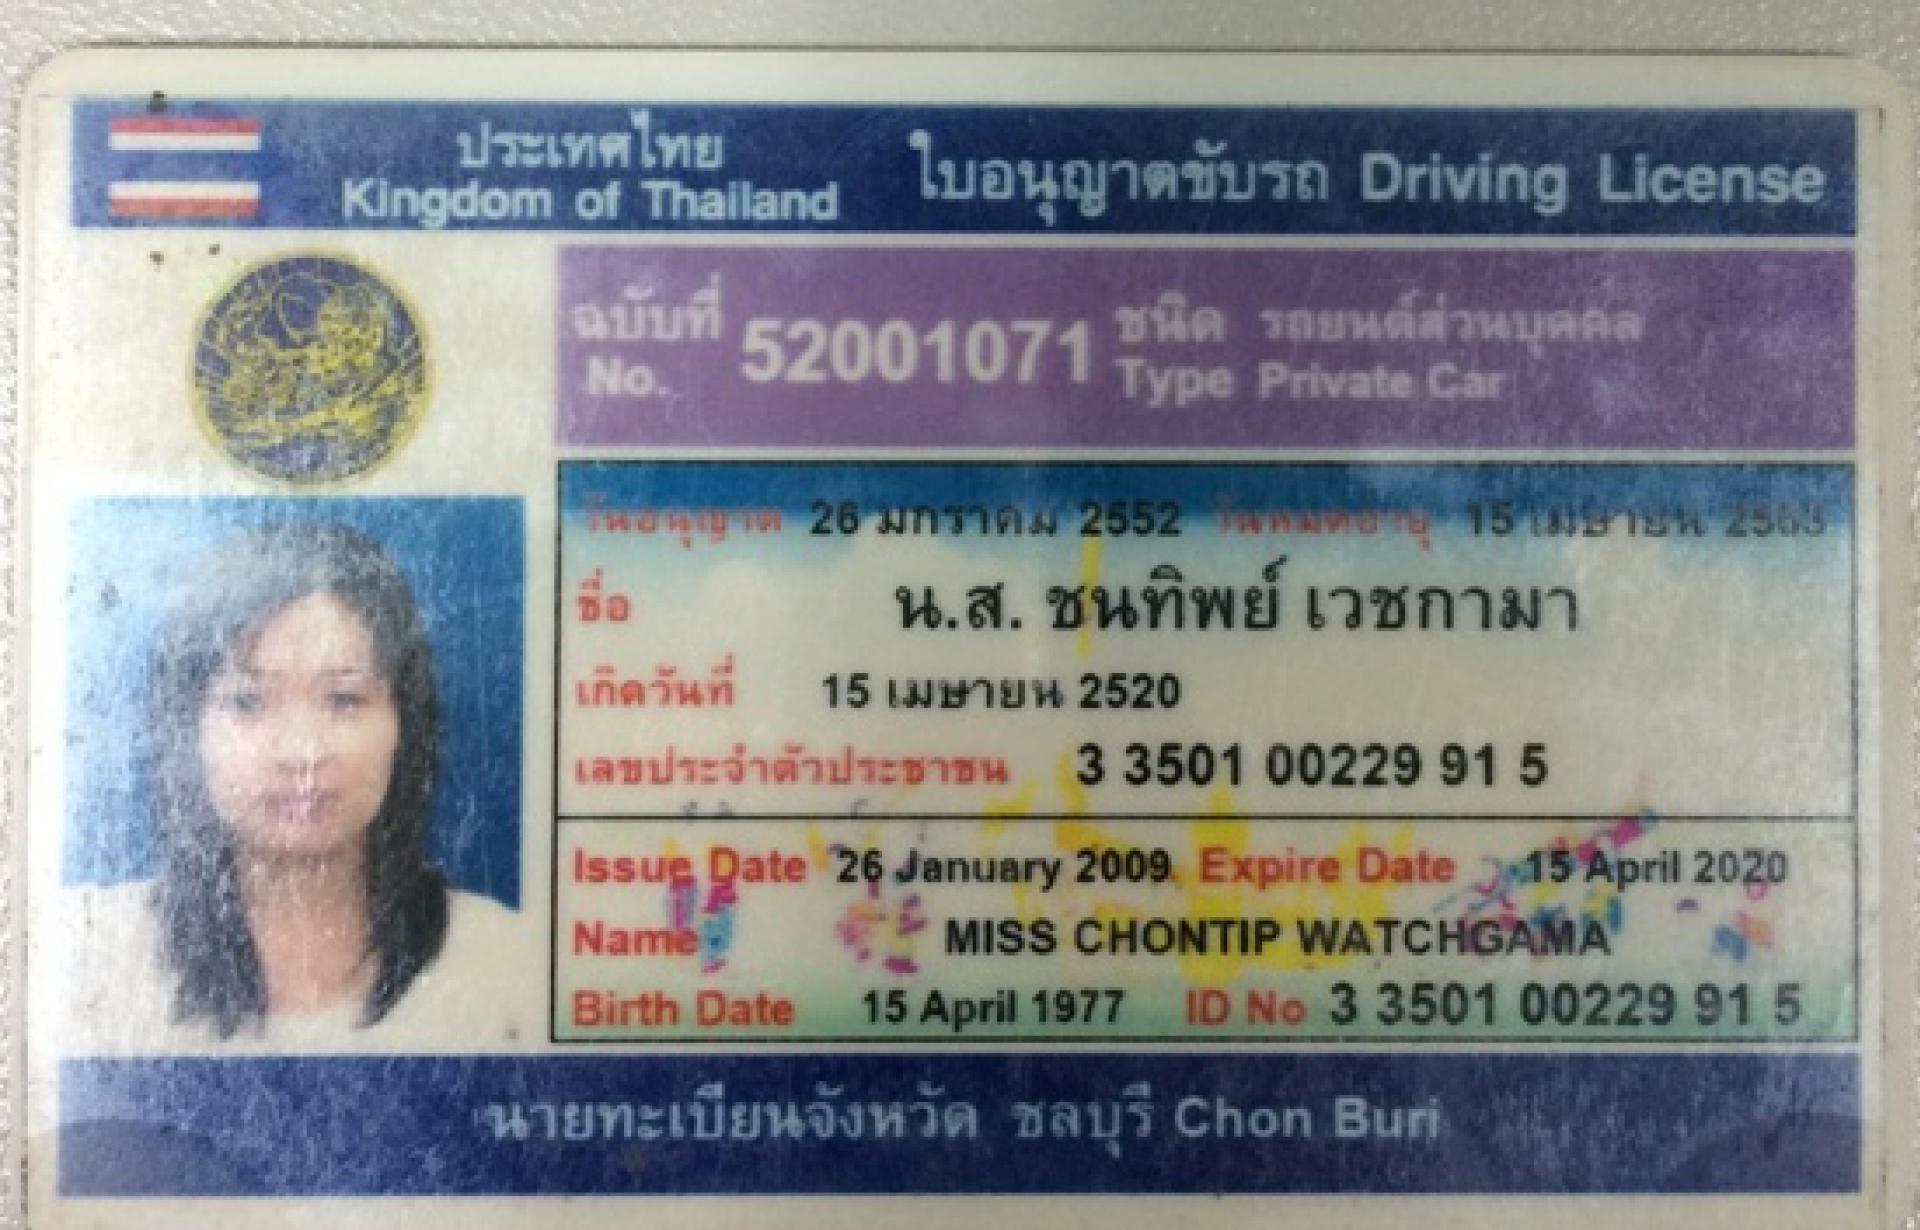 ประเทศไทย
Kingdom of Thailand
ใบอนุญาตขับรถ Driving License
ฉบับที่ 52001071 ชนิด รถยนต์ส่วนบุคคล
No. Type Private Car
วันอนุญาต 26 มกราคม 2552 วันหมดอายุ 15 เมษายน 2563
ชื่อ น.ส. ชนทิพย์ เวชกามา
เกิดวันที่ 15 เมษายน 2520
เลขประจำตัวประชาชน 3 3501 00229 91 5
Issue Date 26 January 2009 Expire Date 15 April 2020
Name MISS CHONTIP WATCHGAMA
Birth Date 15 April 1977 ID No 3 3501 00229 91 5
นายทะเบียนจังหวัด ชลบุรี Chon Buri